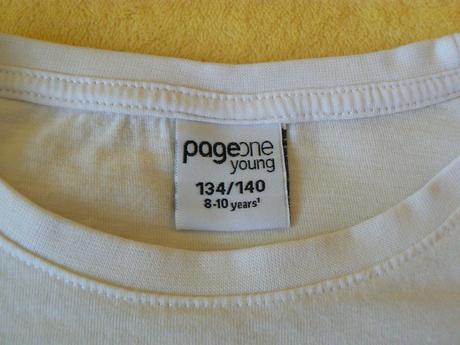 pageone
young
134/140
8-10 years¹